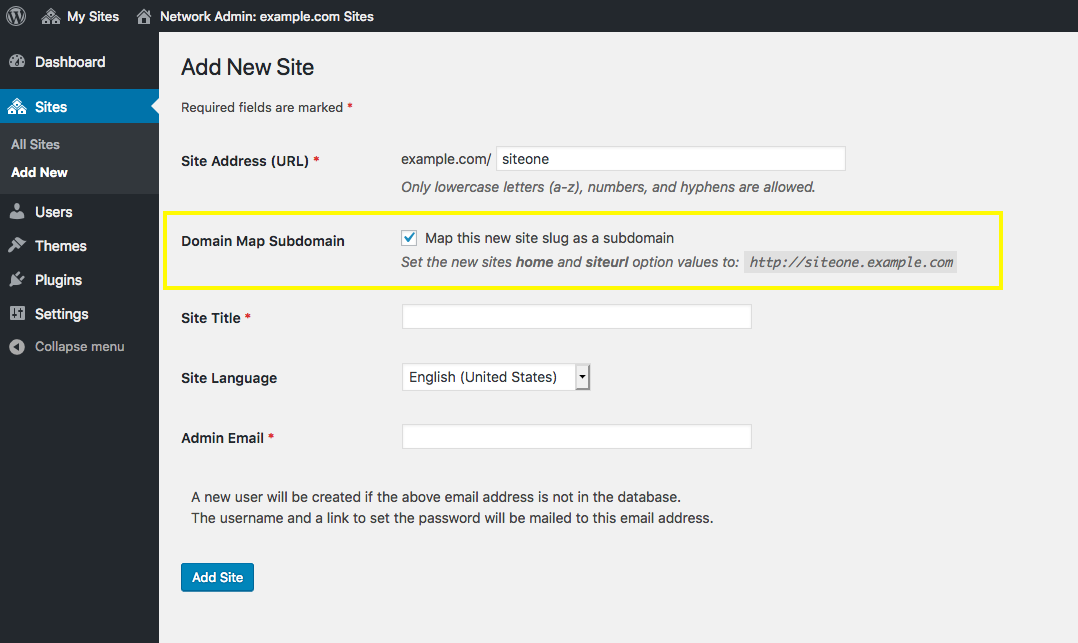 My Sites Network Admin: example.com Sites
Dashboard
Sites
All Sites
Add New
Users
Themes
Plugins
Settings
Collapse menu
Add New Site
Required fields are marked *
Site Address (URL) * example.com/ siteone
Only lowercase letters (a-z), numbers, and hyphens are allowed.
Domain Map Subdomain Map this new site slug as a subdomain
Set the new sites home and siteurl option values to: http://siteone.example.com
Site Title *
Site Language English (United States)
Admin Email *
A new user will be created if the above email address is not in the database.
The username and a link to set the password will be mailed to this email address.
Add Site